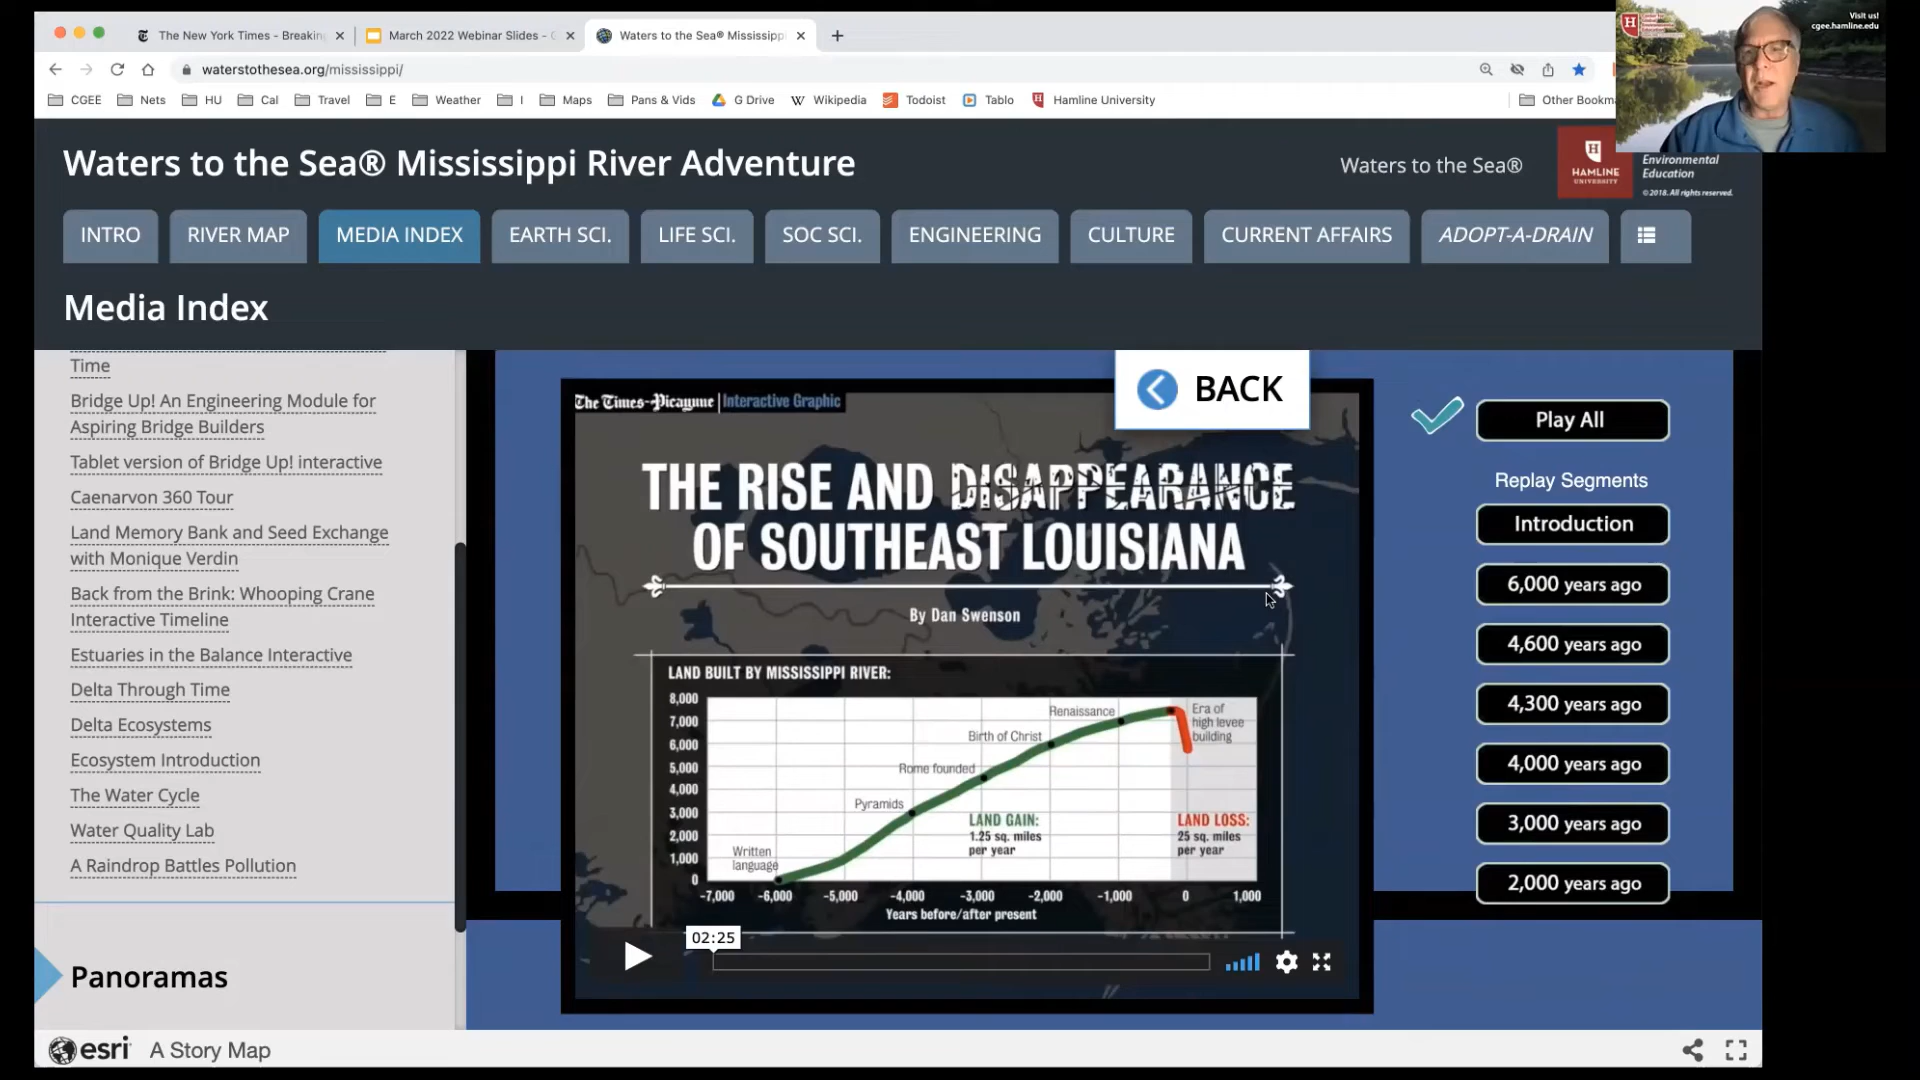 The New York Times - Breakin
March 2022 Webinar Slides -
Waters to the Sea® Mississipp
waterstothesea.org/mississippi/
CGEE
Nets
HU
Cal
Travel
E
Weather
I
Maps
Pans & Vids
G Drive
Wikipedia
Todoist
Tablo
Hamline University
Other Bookm
Visit us!
cgee.hamline.edu
Waters to the Sea® Mississippi River Adventure
Waters to the Sea®
HAMLINE
UNIVERSITY
Environmental
Education
©2018. All rights reserved.
INTRO
RIVER MAP
MEDIA INDEX
EARTH SCI.
LIFE SCI.
SOC SCI.
ENGINEERING
CULTURE
CURRENT AFFAIRS
ADOPT-A-DRAIN
Media Index
Time
Bridge Up! An Engineering Module for
Aspiring Bridge Builders
Tablet version of Bridge Up! interactive
Caenarvon 360 Tour
Land Memory Bank and Seed Exchange
with Monique Verdin
Back from the Brink: Whooping Crane
Interactive Timeline
Estuaries in the Balance Interactive
Delta Through Time
Delta Ecosystems
Ecosystem Introduction
The Water Cycle
Water Quality Lab
A Raindrop Battles Pollution
Panoramas
The Times-Picayune | Interactive Graphic
BACK
THE RISE AND DISAPPEARANCE
OF SOUTHEAST LOUISIANA
By Dan Swenson
LAND BUILT BY MISSISSIPPI RIVER:
8,000
7,000
6,000
5,000
4,000
3,000
2,000
1,000
0
Written
language
Pyramids
Rome founded
Birth of Christ
Renaissance
Era of
high levee
building
LAND GAIN:
1.25 sq. miles
per year
LAND LOSS:
25 sq. miles
per year
-7,000 -6,000 -5,000 -4,000 -3,000 -2,000 -1,000 0 1,000
Years before/after present
02:25
Play All
Replay Segments
Introduction
6,000 years ago
4,600 years ago
4,300 years ago
4,000 years ago
3,000 years ago
2,000 years ago
esri A Story Map